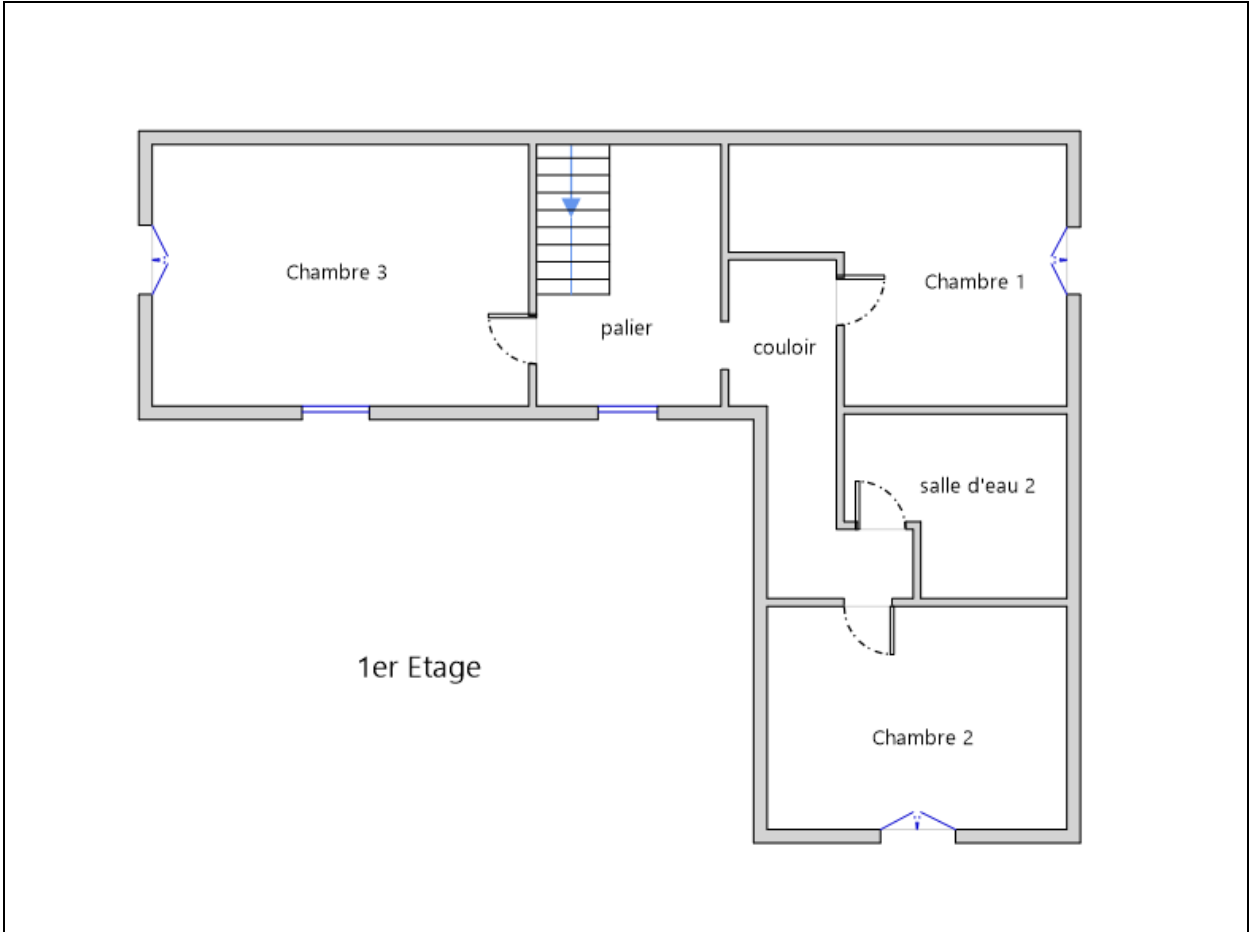 Chambre 3
Chambre 1
palier
couloir
salle d'eau 2
1er Etage
Chambre 2